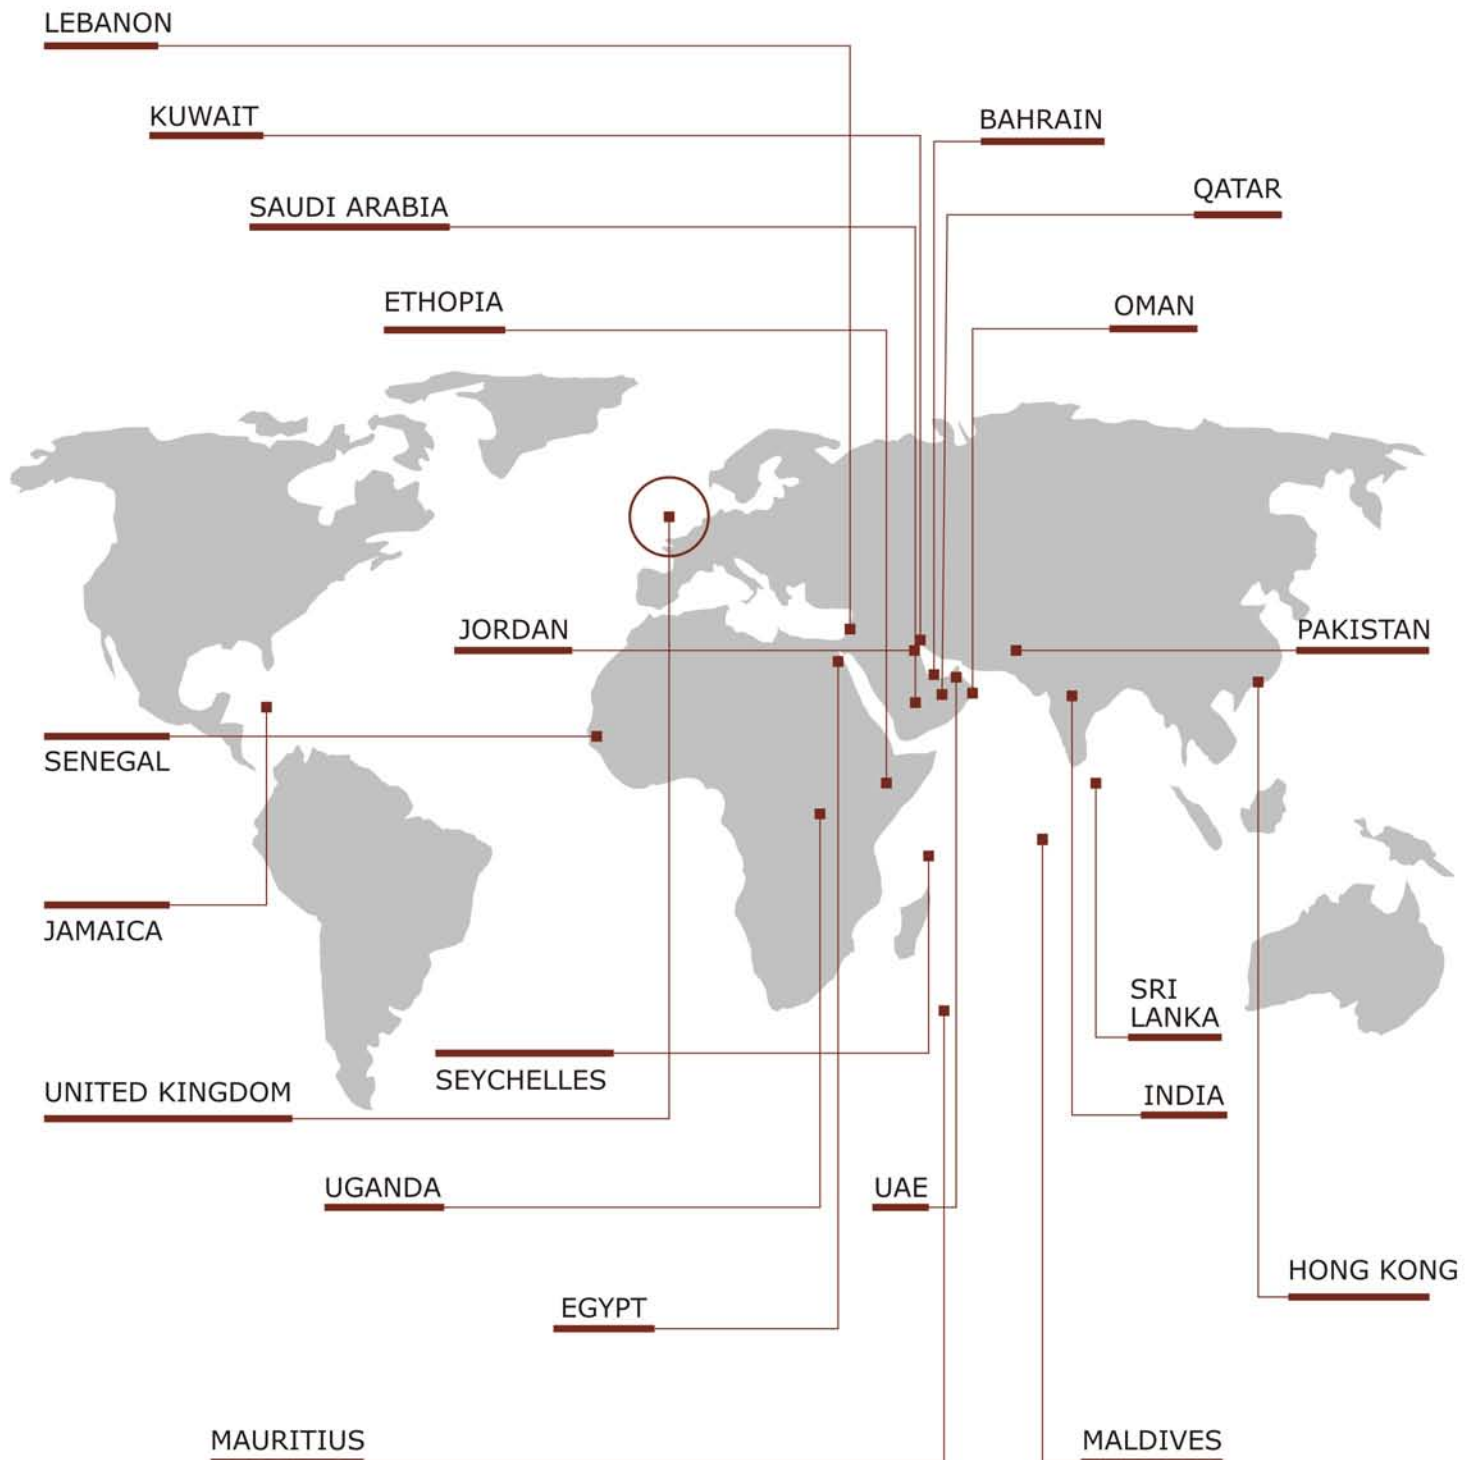 LEBANON
KUWAIT
BAHRAIN
QATAR
SAUDI ARABIA
ETHOPIA
OMAN
JORDAN
PAKISTAN
SENEGAL
JAMAICA
SRI
LANKA
SEYCHELLES
UNITED KINGDOM
INDIA
UGANDA
UAE
HONG KONG
EGYPT
MAURITIUS
MALDIVES